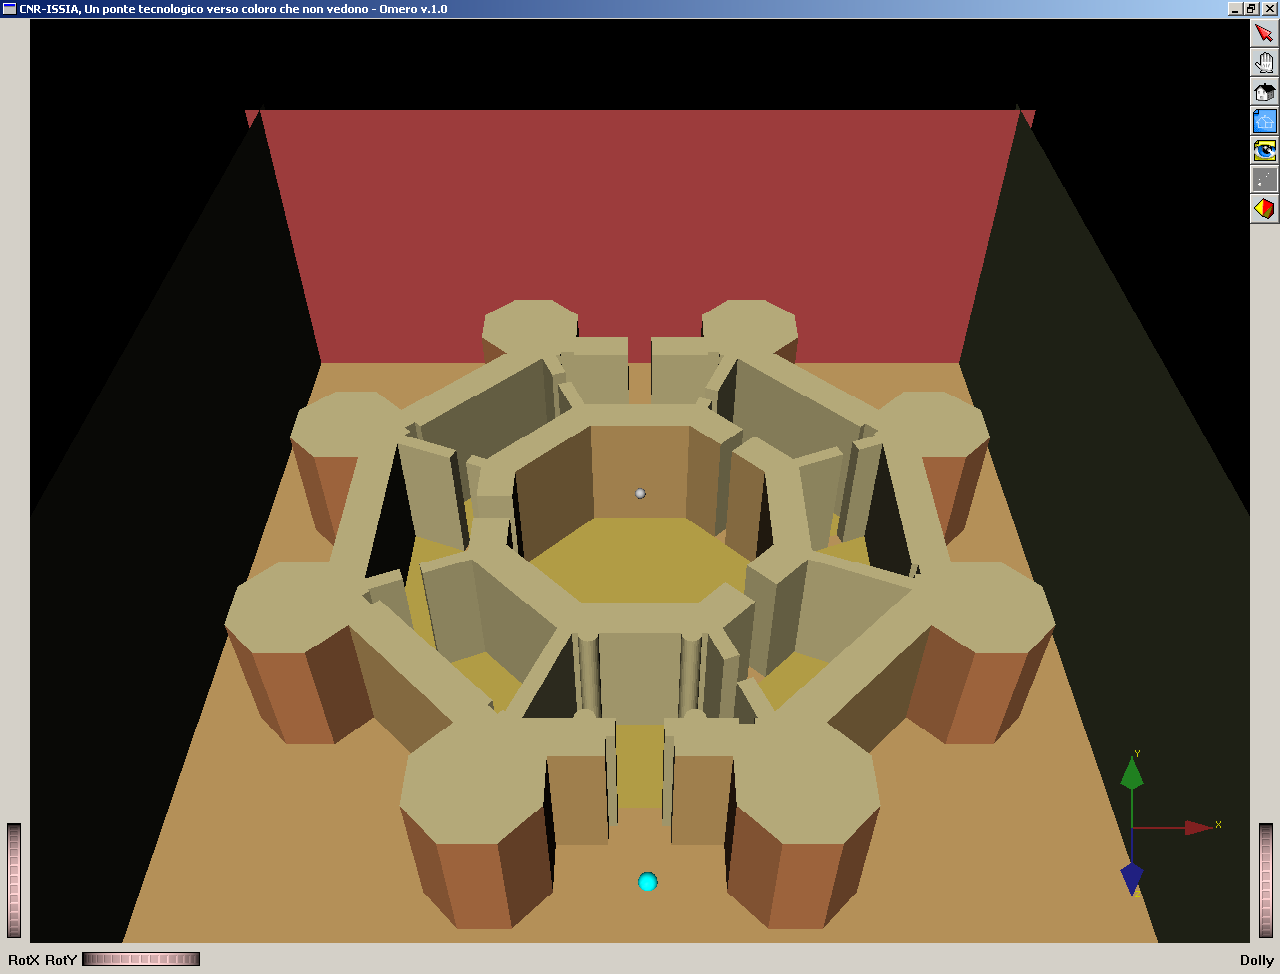 CNR-ISSIA, Un ponte tecnologico verso coloro che non vedono - Omero v.1.0
Y
X
RotX RotY Dolly